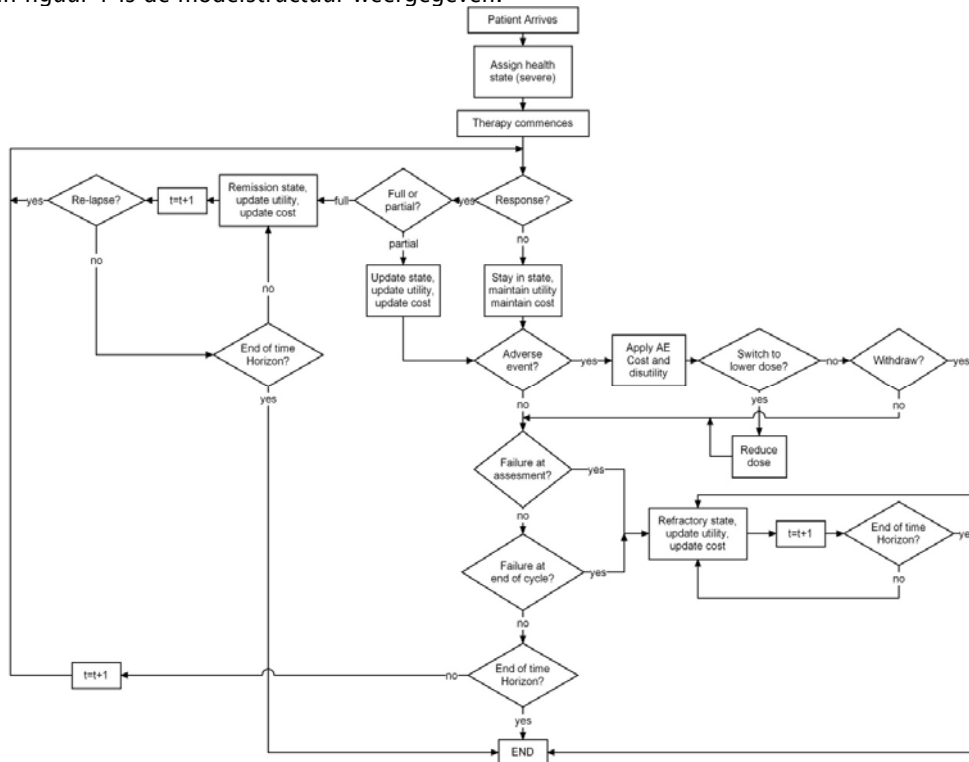 In figuur 1 is de modelstructuur weergegeven.
Patient Arrives
Assign health
state (severe)
Therapy commences
Re-lapse?
yes
no
t=t+1
Remission state,
update utility,
update cost
full
Full or
partial?
partial
yes
Response?
no
Update state,
update utility,
update cost
Stay in state,
maintain utility
maintain cost
no
End of time
Horizon?
yes
Adverse
event?
yes
no
Apply AE
Cost and
disutility
Switch to
lower dose?
no
yes
Withdraw?
yes
no
Reduce
dose
Failure at
assesment?
yes
no
Refractory state,
update utility,
update cost
t=t+1
End of time
Horizon?
yes
no
Failure at
end of cycle?
yes
no
t=t+1
no
End of time
Horizon?
yes
END